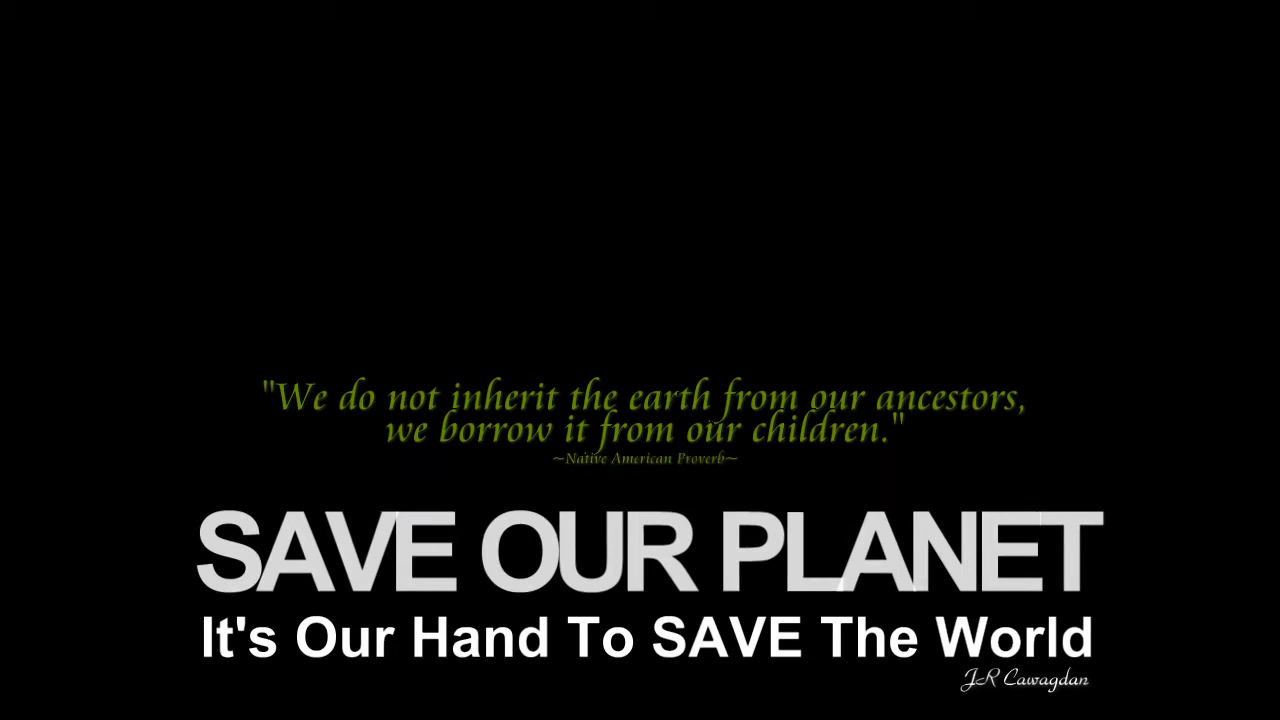 "We do not inherit the earth from our ancestors,
we borrow it from our children."
~Native American Proverb~
SAVE OUR PLANET
It's Our Hand To SAVE The World
J-R Cawagdan